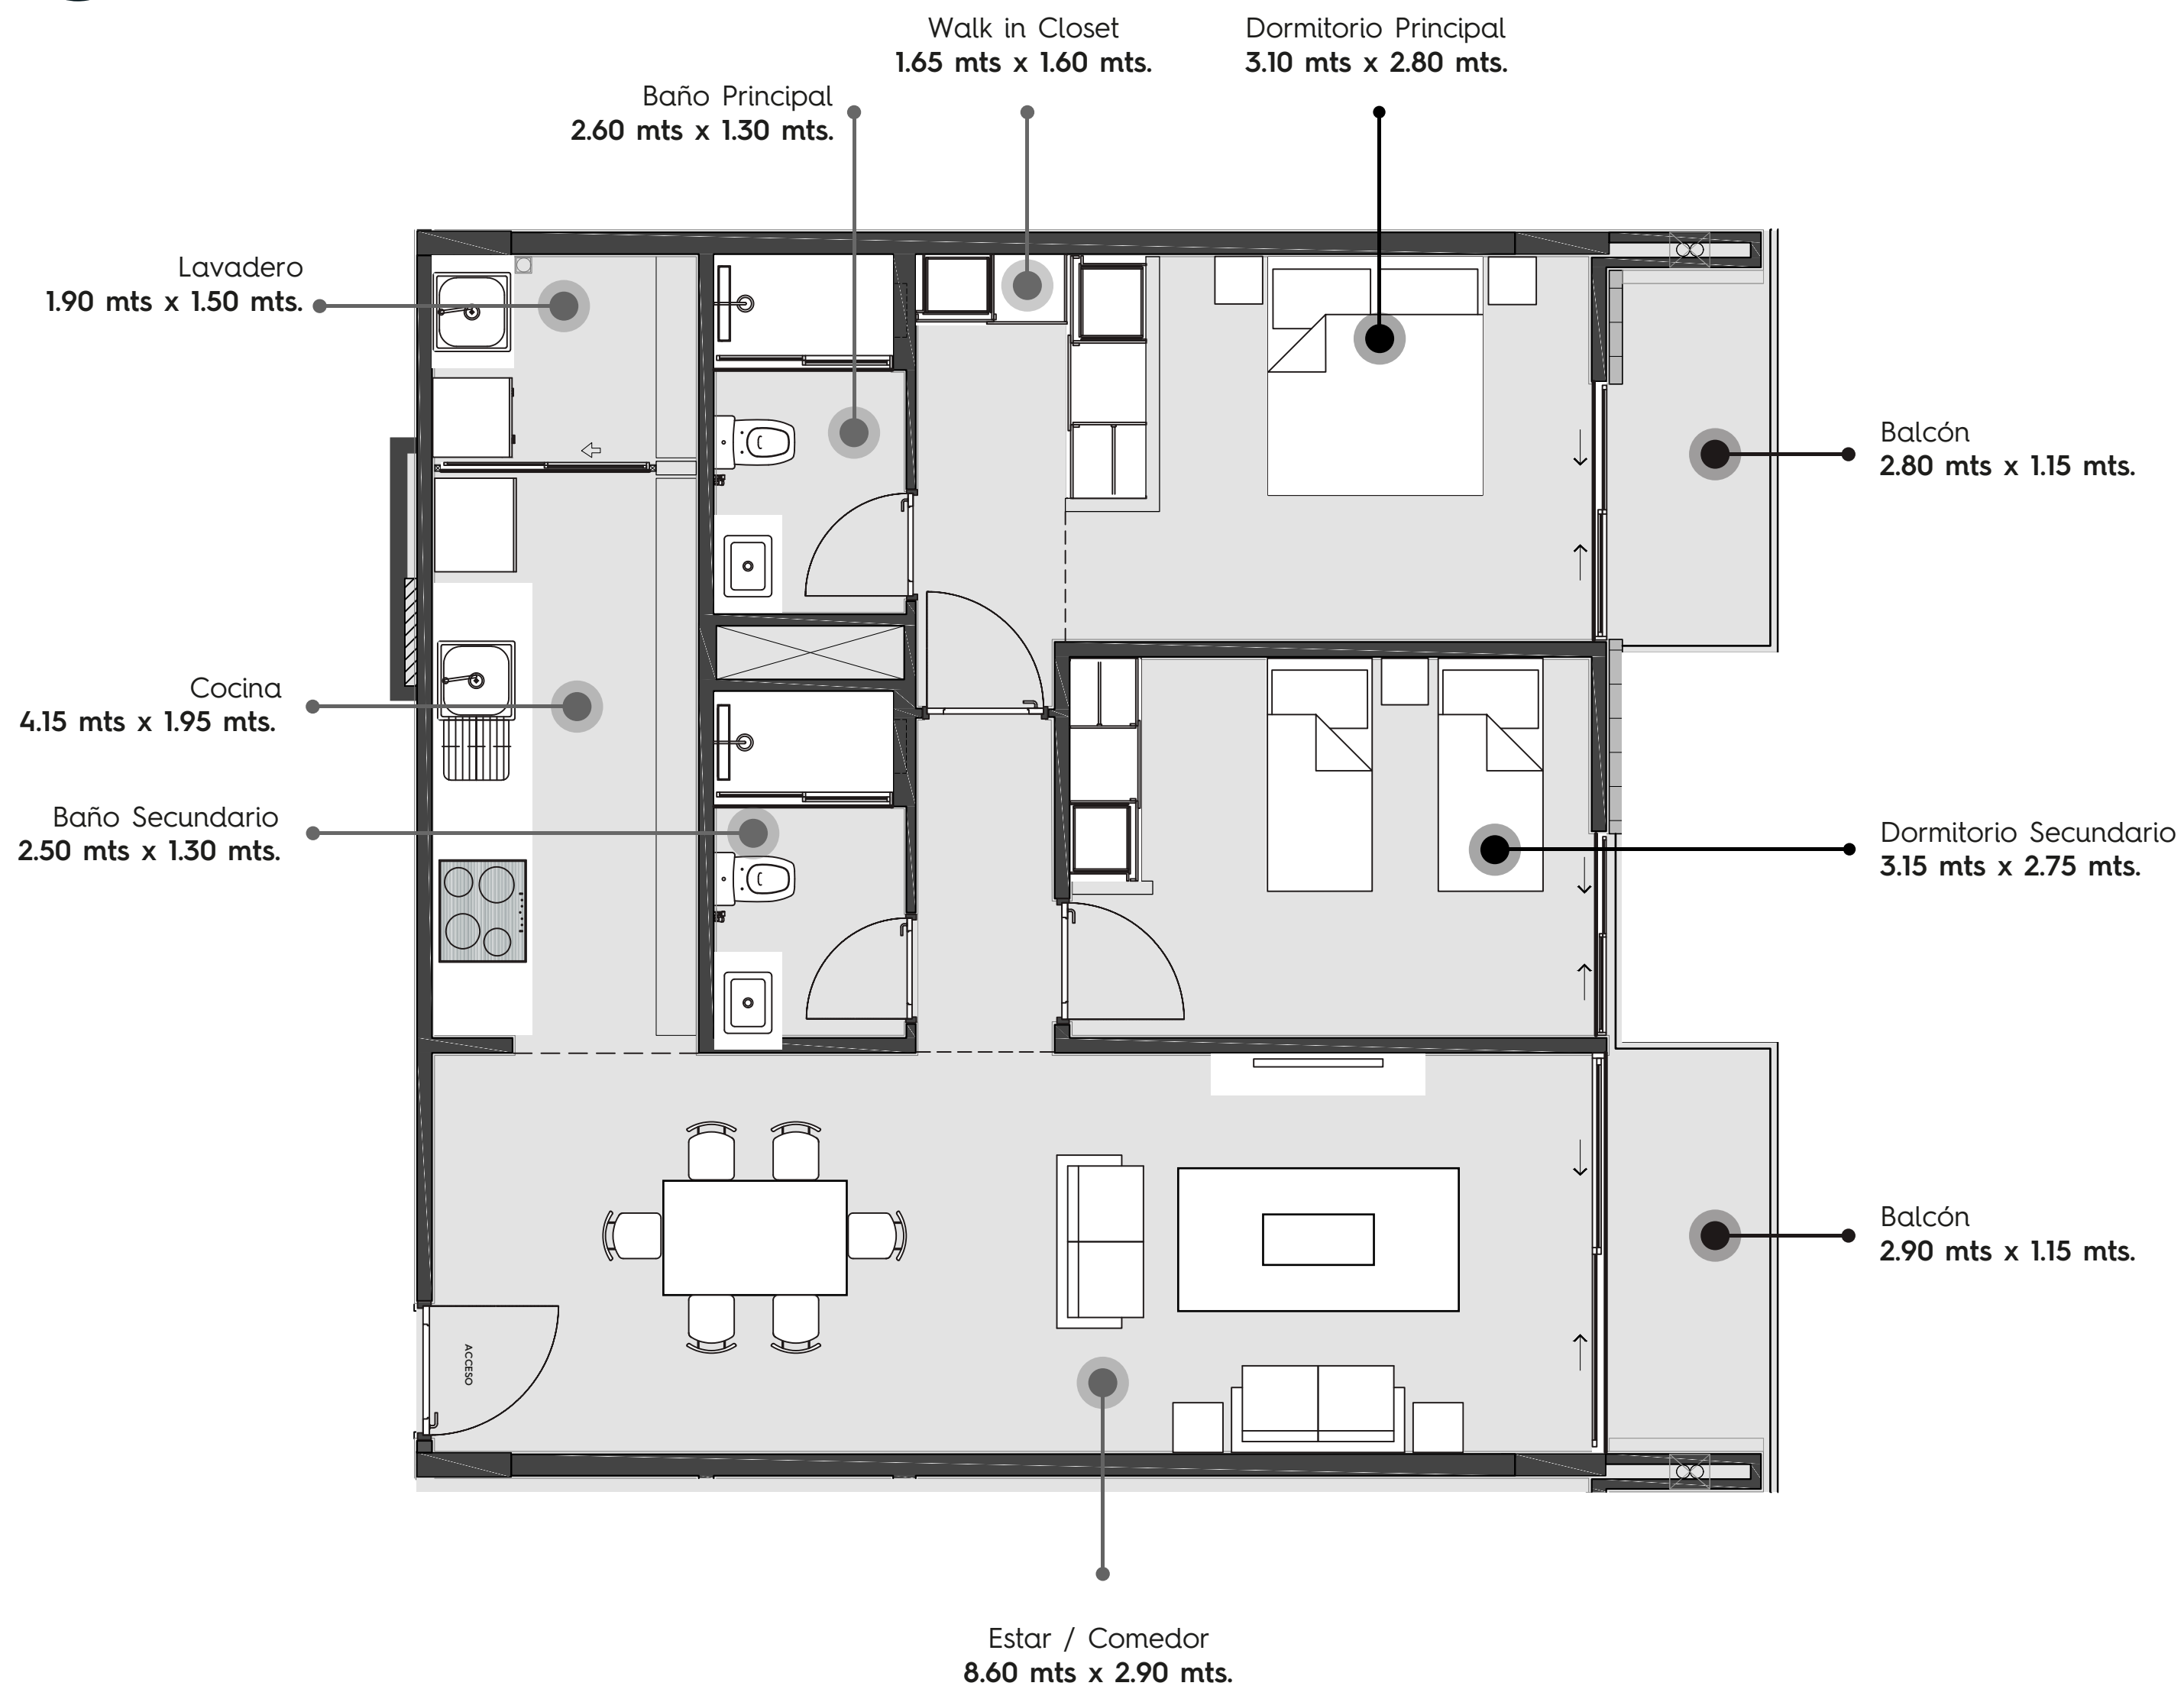 Walk in Closet
1.65 mts x 1.60 mts.
Dormitorio Principal
3.10 mts x 2.80 mts.
Baño Principal
2.60 mts x 1.30 mts.
Lavadero
1.90 mts x 1.50 mts.
Balcón
2.80 mts x 1.15 mts.
Cocina
4.15 mts x 1.95 mts.
Baño Secundario
2.50 mts x 1.30 mts.
Dormitorio Secundario
3.15 mts x 2.75 mts.
Balcón
2.90 mts x 1.15 mts.
ACCESO
Estar / Comedor
8.60 mts x 2.90 mts.